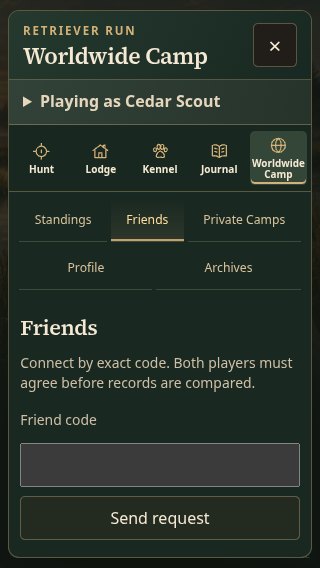 RETRIEVER RUN
Worldwide Camp
Playing as Cedar Scout
Hunt
Lodge
Kennel
Journal
Worldwide
Camp
Standings
Friends
Private Camps
Profile
Archives
Friends
Connect by exact code. Both players must
agree before records are compared.
Friend code
Send request